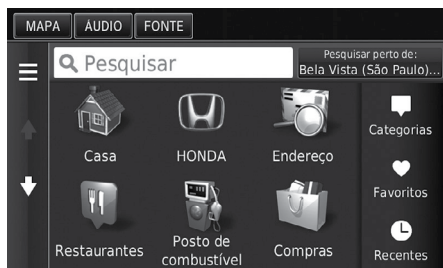 MAPA ÁUDIO FONTE
Pesquisar
Pesquisar perto de:
Bela Vista (São Paulo)...
Categorias
Casa HONDA Endereço
Favoritos
Restaurantes Posto de combustível Compras
Recentes